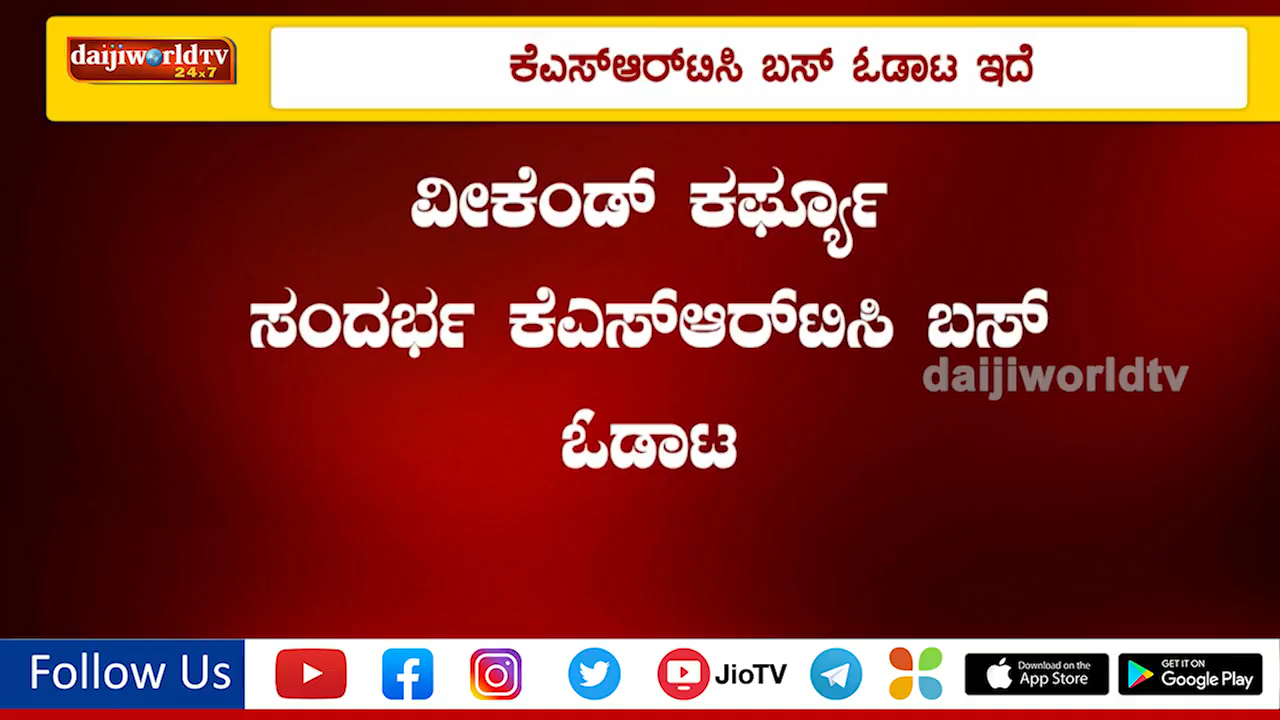 daijiworldTV
24x7
ಕೆಎಸ್ಆರ್‌ಟಿಸಿ ಬಸ್ ಓಡಾಟ ಇದೆ
ವೀಕೆಂಡ್ ಕರ್ಫ್ಯೂ
ಸಂದರ್ಭ ಕೆಎಸ್ಆರ್‌ಟಿಸಿ ಬಸ್
daijiworldtv
ಓಡಾಟ
Follow Us
JioTV
Download on the
App Store
GET IT ON
Google Play